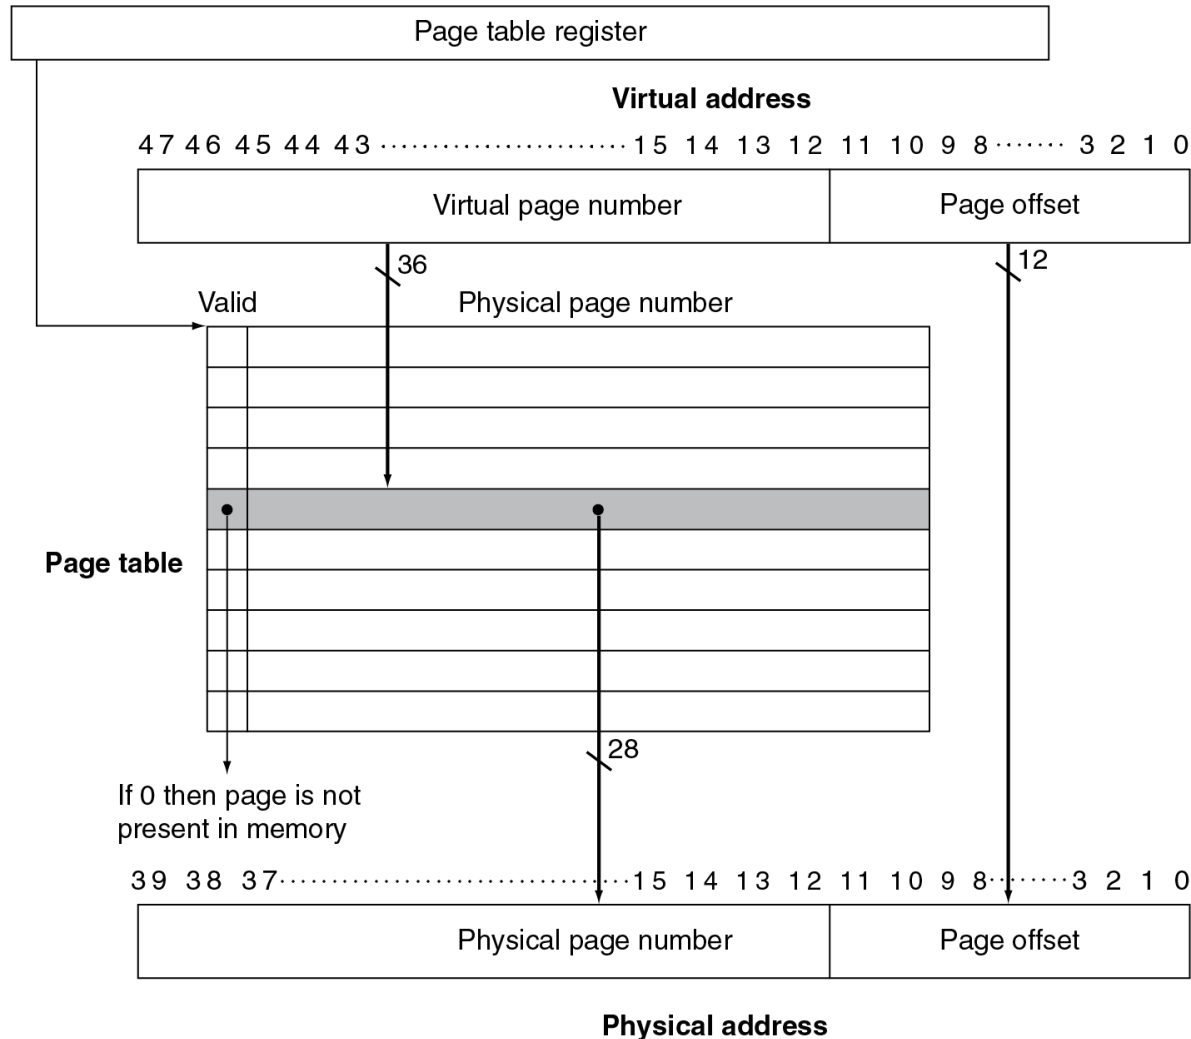 Page table register
Virtual address
47 46 45 44 43 ························ 15 14 13 12 11 10 9 8 ······· 3 2 1 0
Virtual page number Page offset
36 12
Valid Physical page number
Page table
28
If 0 then page is not
present in memory
39 38 37 ·································· 15 14 13 12 11 10 9 8 ········ 3 2 1 0
Physical page number Page offset
Physical address